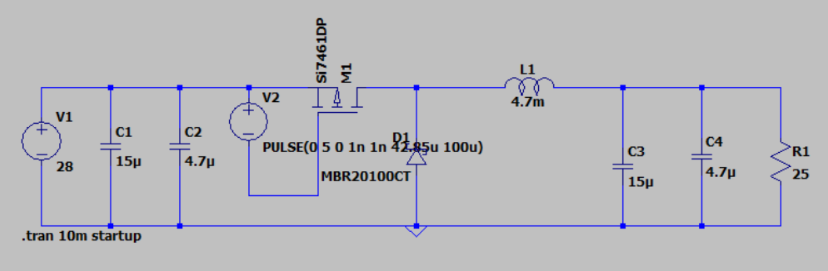 Si7461DP
M1
V1
28
C1
15µ
C2
4.7µ
V2
PULSE(0 5 0 1n 1n 42.85u 100u)
D1
MBR20100CT
L1
4.7m
C3
15µ
C4
4.7µ
R1
25
.tran 10m startup